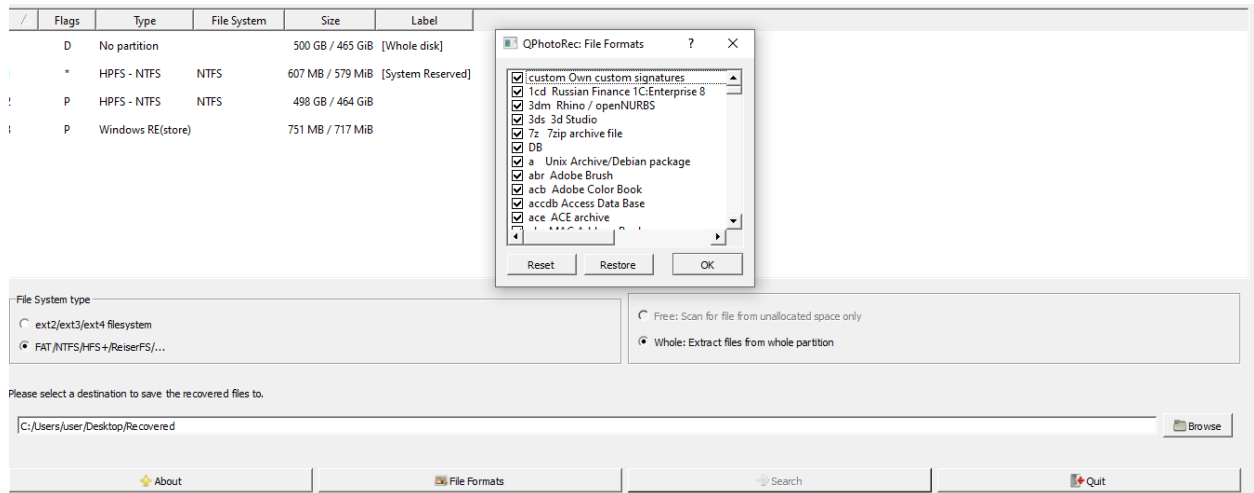 / Flags Type File System Size Label
D No partition 500 GB / 465 GiB [Whole disk]
* HPFS - NTFS NTFS 607 MB / 579 MiB [System Reserved]
P HPFS - NTFS NTFS 498 GB / 464 GiB
P Windows RE(store) 751 MB / 717 MiB
QPhotoRec: File Formats ? X
custom Own custom signatures
1cd Russian Finance 1C:Enterprise 8
3dm Rhino / openNURBS
3ds 3d Studio
7z 7zip archive file
DB
a Unix Archive/Debian package
abr Adobe Brush
acb Adobe Color Book
accdb Access Data Base
ace ACE archive
Reset Restore OK
File System type
ext2/ext3/ext4 filesystem
FAT/NTFS/HFS+/ReiserFS/...
Free: Scan for file from unallocated space only
Whole: Extract files from whole partition
Please select a destination to save the recovered files to.
C:/Users/user/Desktop/Recovered Browse
About File Formats Search Quit